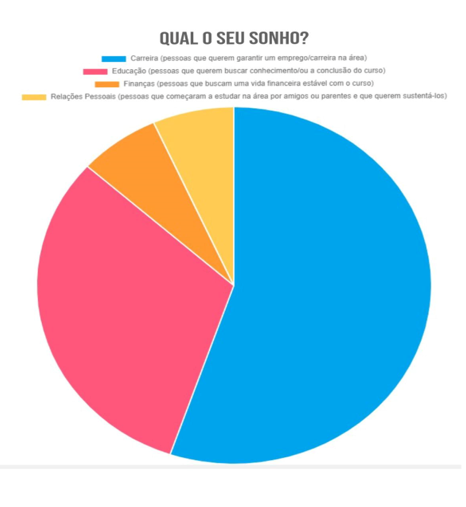 QUAL O SEU SONHO?
Carreira (pessoas que querem garantir um emprego/carreira na área)
Educação (pessoas que querem buscar conhecimento/ou a conclusão do curso)
Finanças (pessoas que buscam uma vida financeira estável com o curso)
Relações Pessoais (pessoas que começaram a estudar na área por amigos ou parentes e que querem sustentá-los)